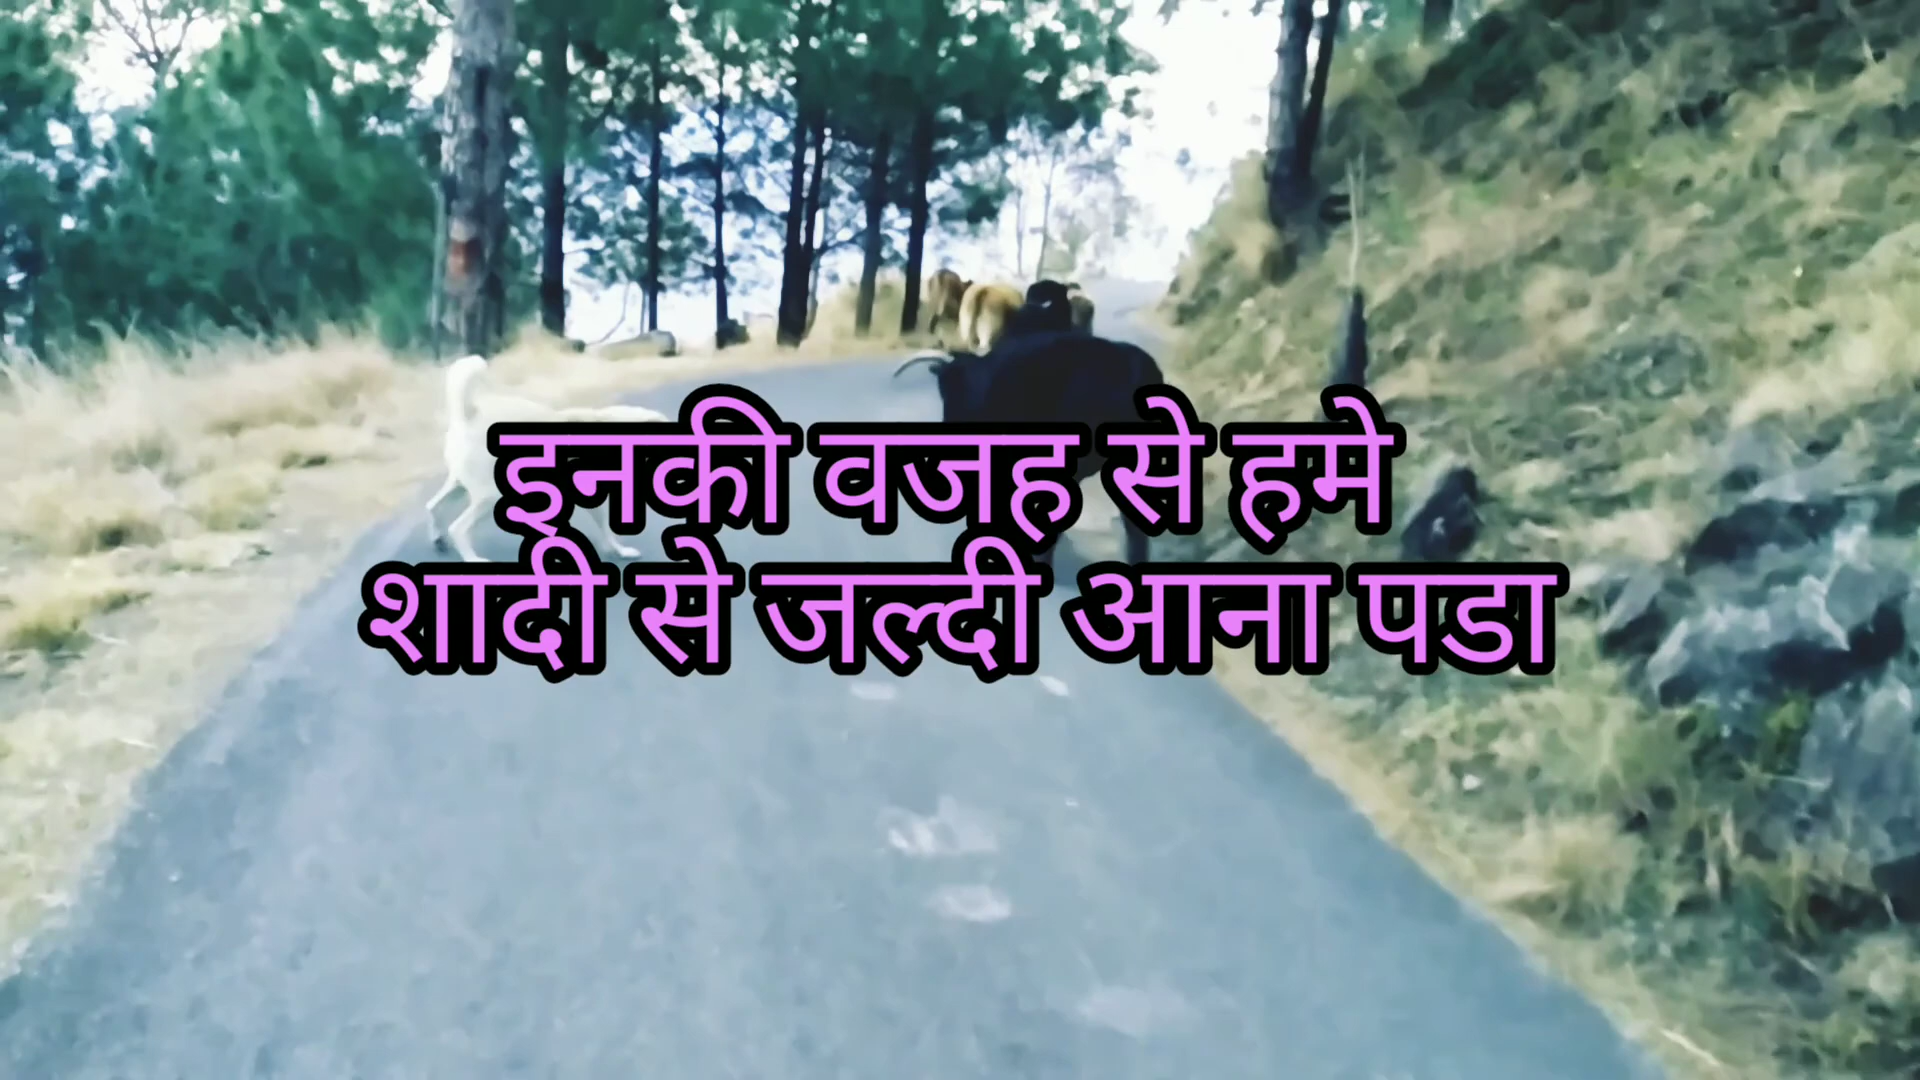 इनकी वजह से हमे
शादी से जल्दी आना पडा